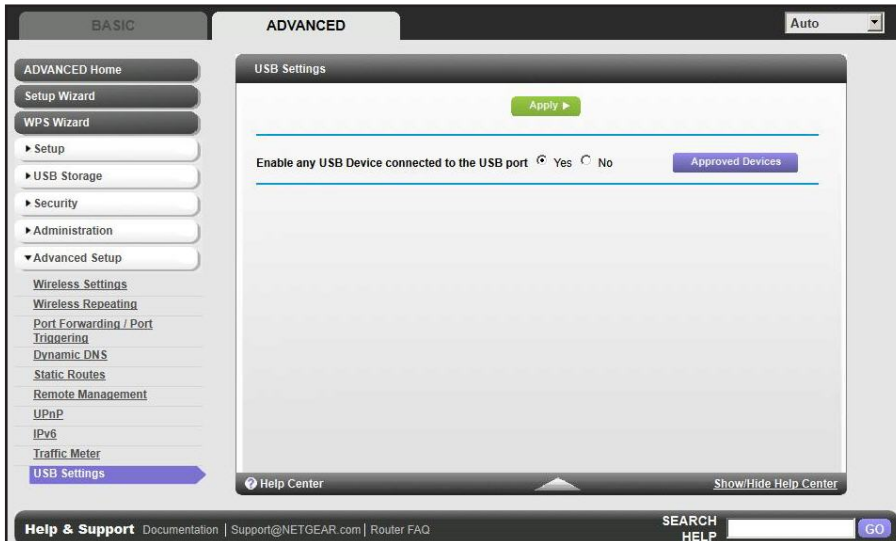 BASIC
ADVANCED
Auto
ADVANCED Home
Setup Wizard
WPS Wizard
Setup
USB Storage
Security
Administration
Advanced Setup
Wireless Settings
Wireless Repeating
Port Forwarding / Port
Triggering
Dynamic DNS
Static Routes
Remote Management
UPnP
IPv6
Traffic Meter
USB Settings
USB Settings
Apply
Enable any USB Device connected to the USB port Yes No Approved Devices
Help Center Show/Hide Help Center
Help & Support Documentation | Support@NETGEAR.com | Router FAQ
SEARCH
HELP
GO